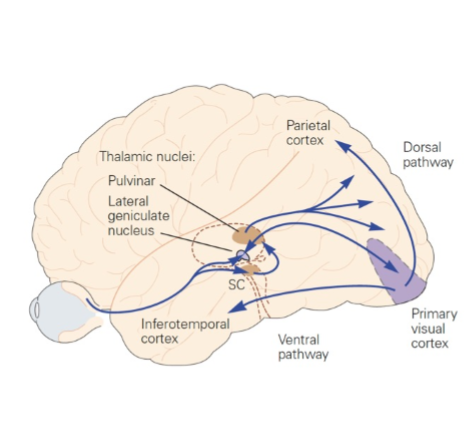 Parietal
cortex
Dorsal
pathway
Thalamic nuclei:
Pulvinar
Lateral
geniculate
nucleus
SC
Inferotemporal
cortex
Ventral
pathway
Primary
visual
cortex